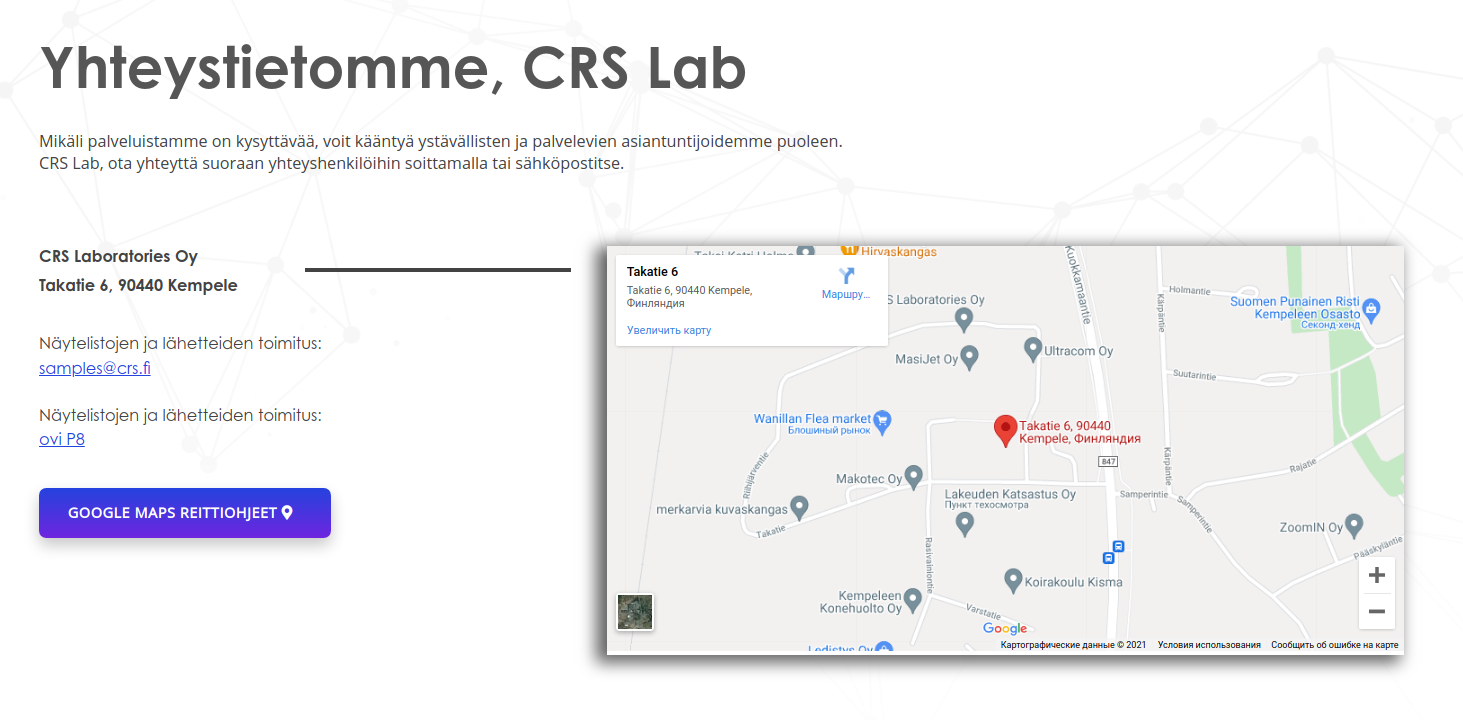 Yhteystietomme, CRS Lab
Mikäli palveluistamme on kysyttävää, voit kääntyä ystävällisten ja palvelevien asiantuntijoidemme puoleen.
CRS Lab, ota yhteyttä suoraan yhteyshenkilöihin soittamalla tai sähköpostitse.
CRS Laboratories Oy
Takatie 6, 90440 Kempele
Näytelistojen ja lähetteiden toimitus:
samples@crs.fi
Näytelistojen ja lähetteiden toimitus:
ovi P8
GOOGLE MAPS REITTIOHJEET
Hirvaskangas
Takatie 6
Takatie 6, 90440 Kempele,
Финляндия
Маршру...
Увеличить карту
S Laboratories Oy
Kuokkamaantie
Holmantie
Kärpäntie
Suomen Punainen Risti
Kempeleen Osasto
Секонд-хенд
MasiJet Oy
Ultracom Oy
Suutarintie
Wanillan Flea market
Блошиный рынок
Takatie 6, 90440
Kempele, Финляндия
847
Kärpäntie
Rajatie
Riihijärventie
Makotec Oy
Lakeuden Katsastus Oy
Пункт техосмотра
Samperintie
Samperintie
merkarvia kuvaskangas
Takatie
ZoomIN Oy
Pääskyläntie
Rasivainiontie
Koirakoulu Kisma
Kempeleen
Konehuolto Oy
Varstatie
Google
Ledistys Oy
Картографические данные © 2021
Условия использования
Сообщить об ошибке на карте